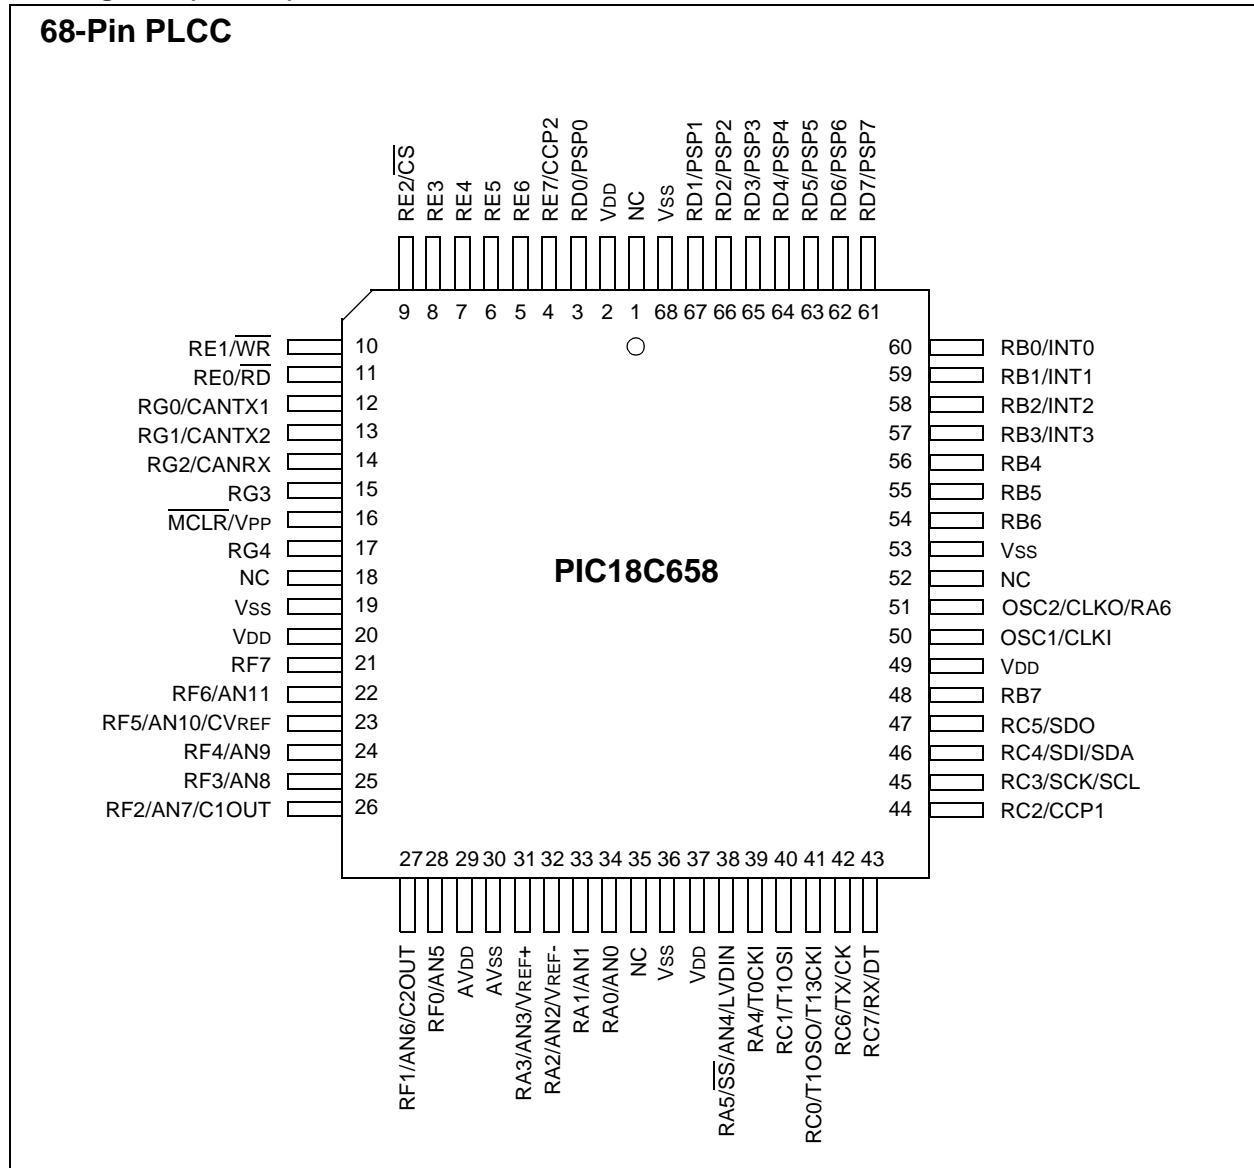 68-Pin PLCC
RE2/CS
RE3
RE4
RE5
RE6
RE7/CCP2
RD0/PSP0
VDD
NC
VSS
RD1/PSP1
RD2/PSP2
RD3/PSP3
RD4/PSP4
RD5/PSP5
RD6/PSP6
RD7/PSP7
9 8 7 6 5 4 3 2 1 68 67 66 65 64 63 62 61
RE1/WR 10
RE0/RD 11
RG0/CANTX1 12
RG1/CANTX2 13
RG2/CANRX 14
RG3 15
MCLR/VPP 16
RG4 17
NC 18
VSS 19
VDD 20
RF7 21
RF6/AN11 22
RF5/AN10/CVREF 23
RF4/AN9 24
RF3/AN8 25
RF2/AN7/C1OUT 26
PIC18C658
60 RB0/INT0
59 RB1/INT1
58 RB2/INT2
57 RB3/INT3
56 RB4
55 RB5
54 RB6
53 VSS
52 NC
51 OSC2/CLKO/RA6
50 OSC1/CLKI
49 VDD
48 RB7
47 RC5/SDO
46 RC4/SDI/SDA
45 RC3/SCK/SCL
44 RC2/CCP1
27 28 29 30 31 32 33 34 35 36 37 38 39 40 41 42 43
RF1/AN6/C2OUT
RF0/AN5
AVDD
AVSS
RA3/AN3/VREF+
RA2/AN2/VREF-
RA1/AN1
RA0/AN0
NC
VSS
VDD
RA5/SS/AN4/LVDIN
RA4/T0CKI
RC1/T1OSI
RC0/T1OSO/T13CKI
RC6/TX/CK
RC7/RX/DT